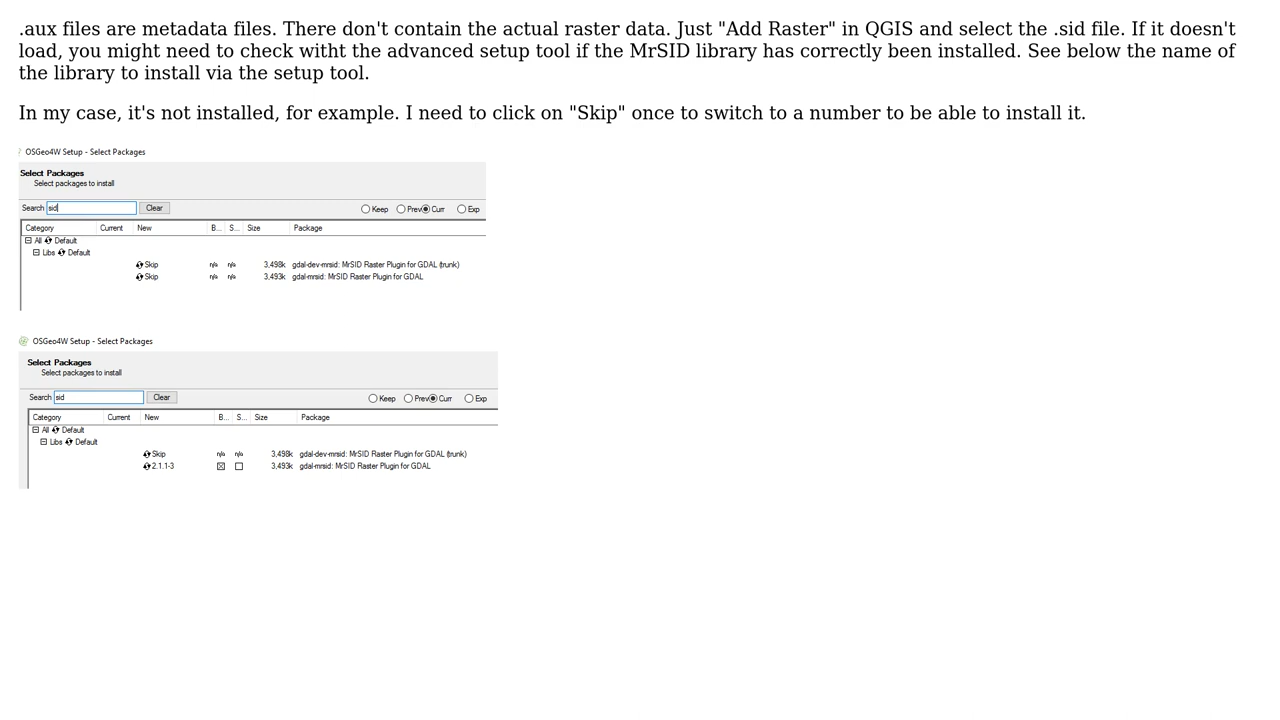 .aux files are metadata files. There don't contain the actual raster data. Just "Add Raster" in QGIS and select the .sid file. If it doesn't
load, you might need to check witht the advanced setup tool if the MrSID library has correctly been installed. See below the name of
the library to install via the setup tool.
In my case, it's not installed, for example. I need to click on "Skip" once to switch to a number to be able to install it.
OSGeo4W Setup - Select Packages
Select Packages
Select packages to install
Search sid Clear Keep Prev Curr Exp
Category Current New B... S... Size Package
All Default
Libs Default
Skip n/a n/a 3,498k gdal-dev-mrsid: MrSID Raster Plugin for GDAL (trunk)
Skip n/a n/a 3,493k gdal-mrsid: MrSID Raster Plugin for GDAL
OSGeo4W Setup - Select Packages
Select Packages
Select packages to install
Search sid Clear Keep Prev Curr Exp
Category Current New B... S... Size Package
All Default
Libs Default
Skip n/a n/a 3,498k gdal-dev-mrsid: MrSID Raster Plugin for GDAL (trunk)
2.1.1-3 3,493k gdal-mrsid: MrSID Raster Plugin for GDAL